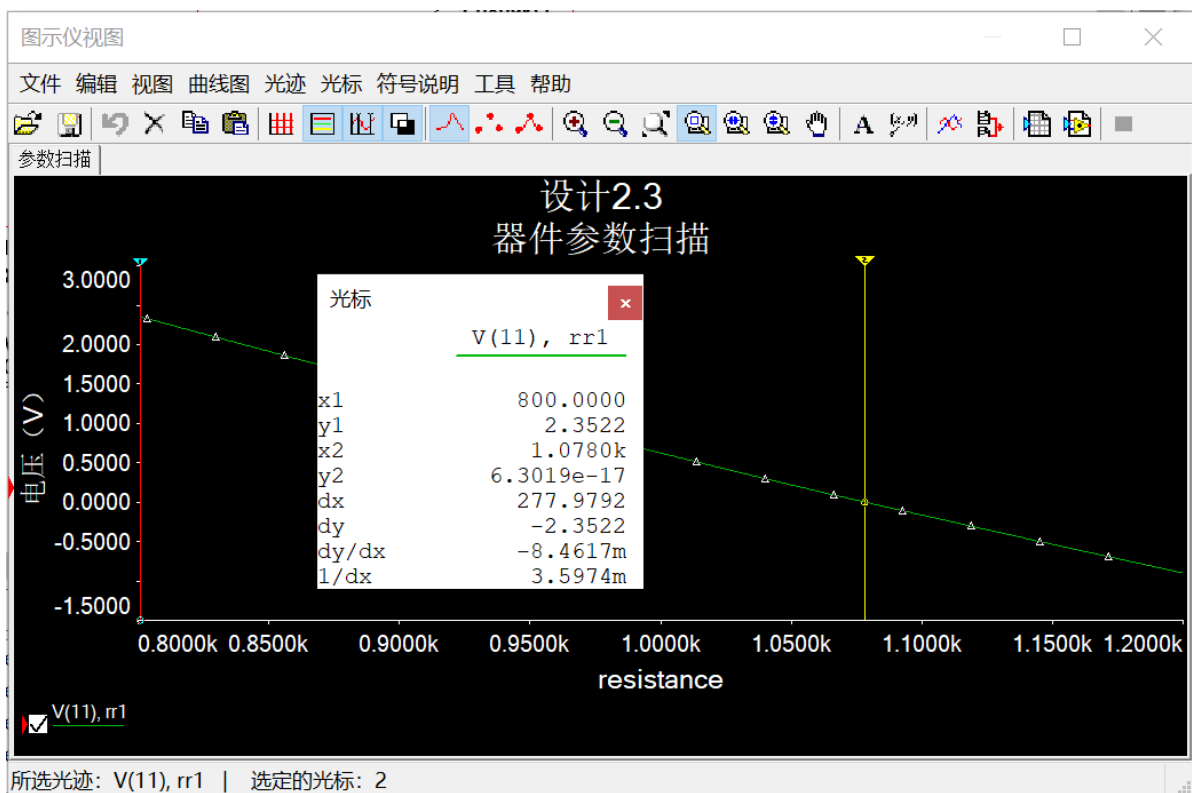 图示仪视图
文件 编辑 视图 曲线图 光迹 光标 符号说明 工具 帮助
参数扫描
设计2.3
器件参数扫描
1
2
光标
V(11), rr1
x1 800.0000
y1 2.3522
x2 1.0780k
y2 6.3019e-17
dx 277.9792
dy -2.3522
dy/dx -8.4617m
1/dx 3.5974m
电压 (V)
3.0000
2.0000
1.5000
1.0000
0.5000
0.0000
-0.5000
-1.5000
0.8000k 0.8500k 0.9000k 0.9500k 1.0000k 1.0500k 1.1000k 1.1500k 1.2000k
resistance
V(11), rr1
所选光迹: V(11), rr1 | 选定的光标: 2